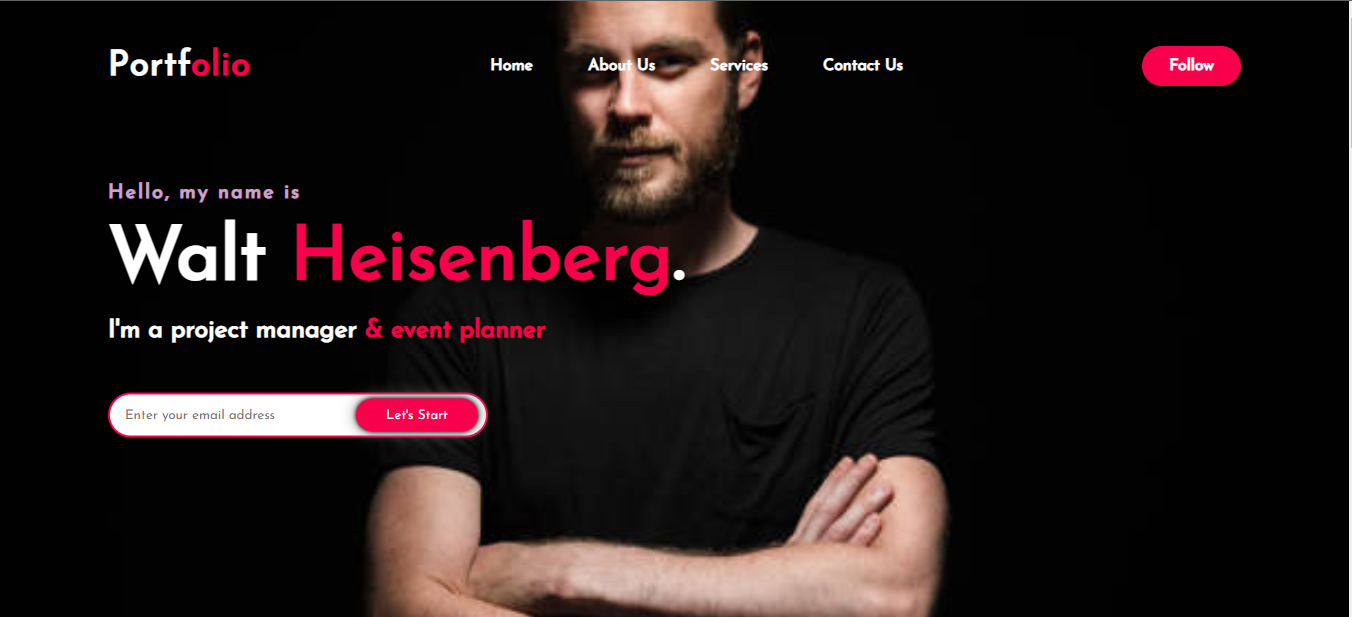 Portfolio
Home About Us Services Contact Us Follow
Hello, my name is
Walt Heisenberg.
I'm a project manager & event planner
Enter your email address Let's Start